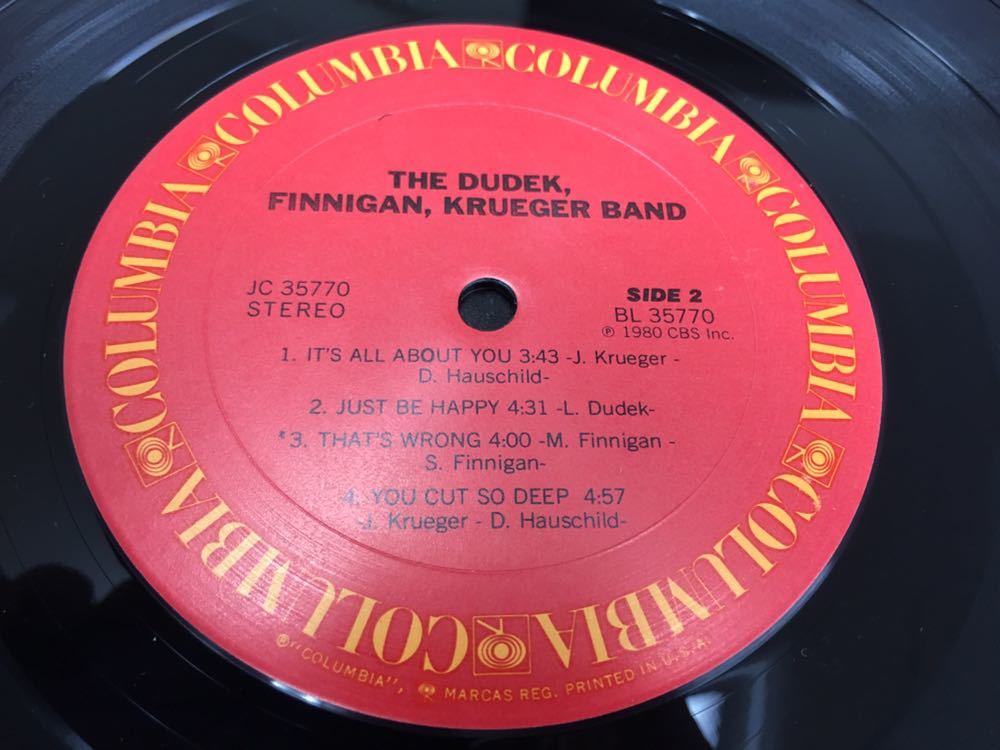 COLUMBIA COLUMBIA COLUMBIA COLUMBIA COLUMBIA COLUMBIA
THE DUDEK,
FINNIGAN, KRUEGER BAND
JC 35770
STEREO
SIDE 2
BL 35770
℗ 1980 CBS Inc.
1. IT'S ALL ABOUT YOU 3:43 -J. Krueger -
D. Hauschild-
2. JUST BE HAPPY 4:31 -L. Dudek-
*3. THAT'S WRONG 4:00 -M. Finnigan -
S. Finnigan-
4. YOU CUT SO DEEP 4:57
-J. Krueger - D. Hauschild-
®"COLUMBIA", MARCAS REG. PRINTED IN U.S.A.